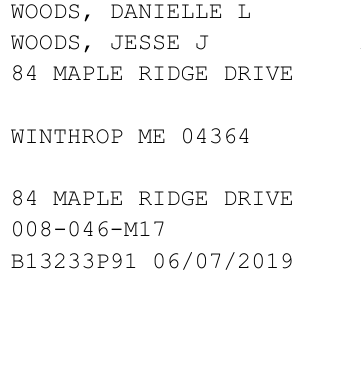 WOODS, DANIELLE L
WOODS, JESSE J
84 MAPLE RIDGE DRIVE
WINTHROP ME 04364
84 MAPLE RIDGE DRIVE
008-046-M17
B13233P91 06/07/2019